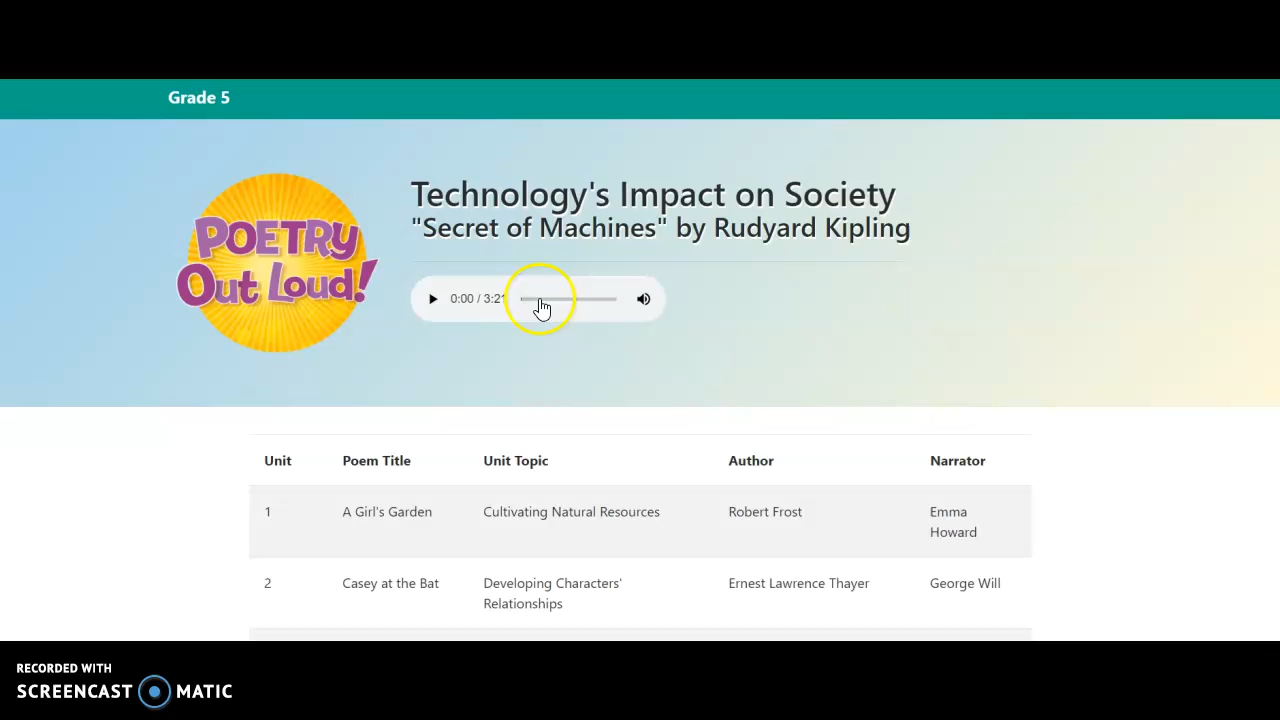 Grade 5
POETRY
Out Loud!
Technology's Impact on Society
"Secret of Machines" by Rudyard Kipling
0:00 / 3:21
Unit Poem Title Unit Topic Author Narrator
1 A Girl's Garden Cultivating Natural Resources Robert Frost Emma
Howard
2 Casey at the Bat Developing Characters' Ernest Lawrence Thayer George Will
Relationships
RECORDED WITH
SCREENCAST MATIC